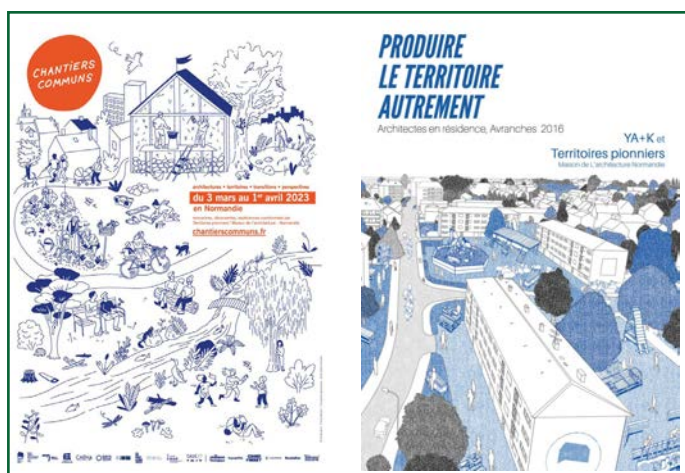 CHANTIERS
COMMUNS
architectures • territoires • transitions • perspectives
du 3 mars au 1er avril 2023
en Normandie
chantierscommuns.fr
PRODUIRE
LE TERRITOIRE
AUTREMENT
Architectes en résidence, Avranches 2016
YA+K et
Territoires pionniers
Maison de L'architecture Normandie